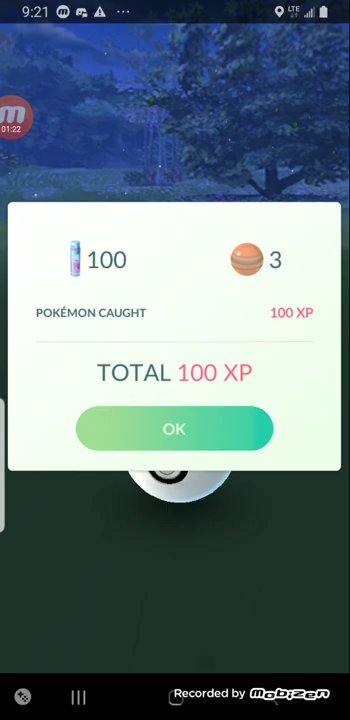 9:21 LTE
01:22
100 3
POKÉMON CAUGHT 100 XP
TOTAL 100 XP
OK
Recorded by MOBIZEN